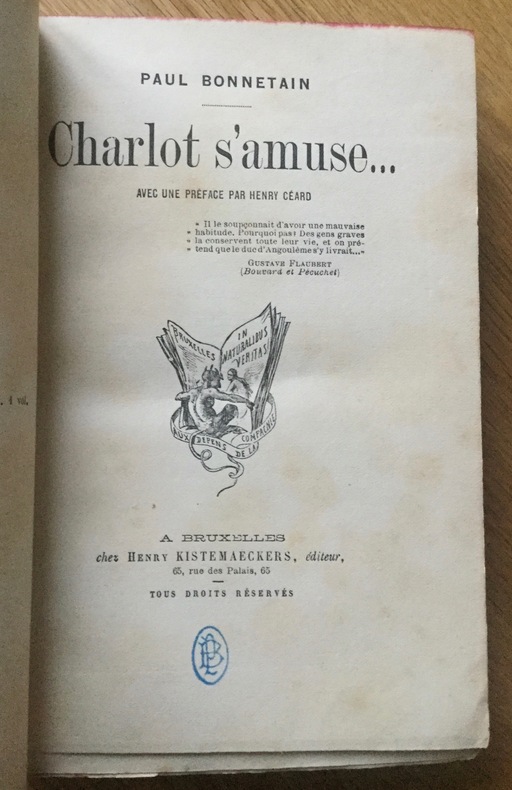 PAUL BONNETAIN
Charlot s'amuse...
AVEC UNE PRÉFACE PAR HENRY CÉARD
« Il le soupçonnait d'avoir une mauvaise
« habitude. Pourquoi pas? Des gens graves
« la conservent toute leur vie, et on pré-
« tend que le duc d'Angoulême s'y livrait...»
GUSTAVE FLAUBERT
(Bouvard et Pécuchet)
BRUXELLES
IN
NATURALIBUS
VERITAS
AUX DEPENS DE LA COMPAGNIE
A BRUXELLES
chez HENRY KISTEMAECKERS, éditeur,
65, rue des Palais, 65
TOUS DROITS RÉSERVÉS
. 1 vol.